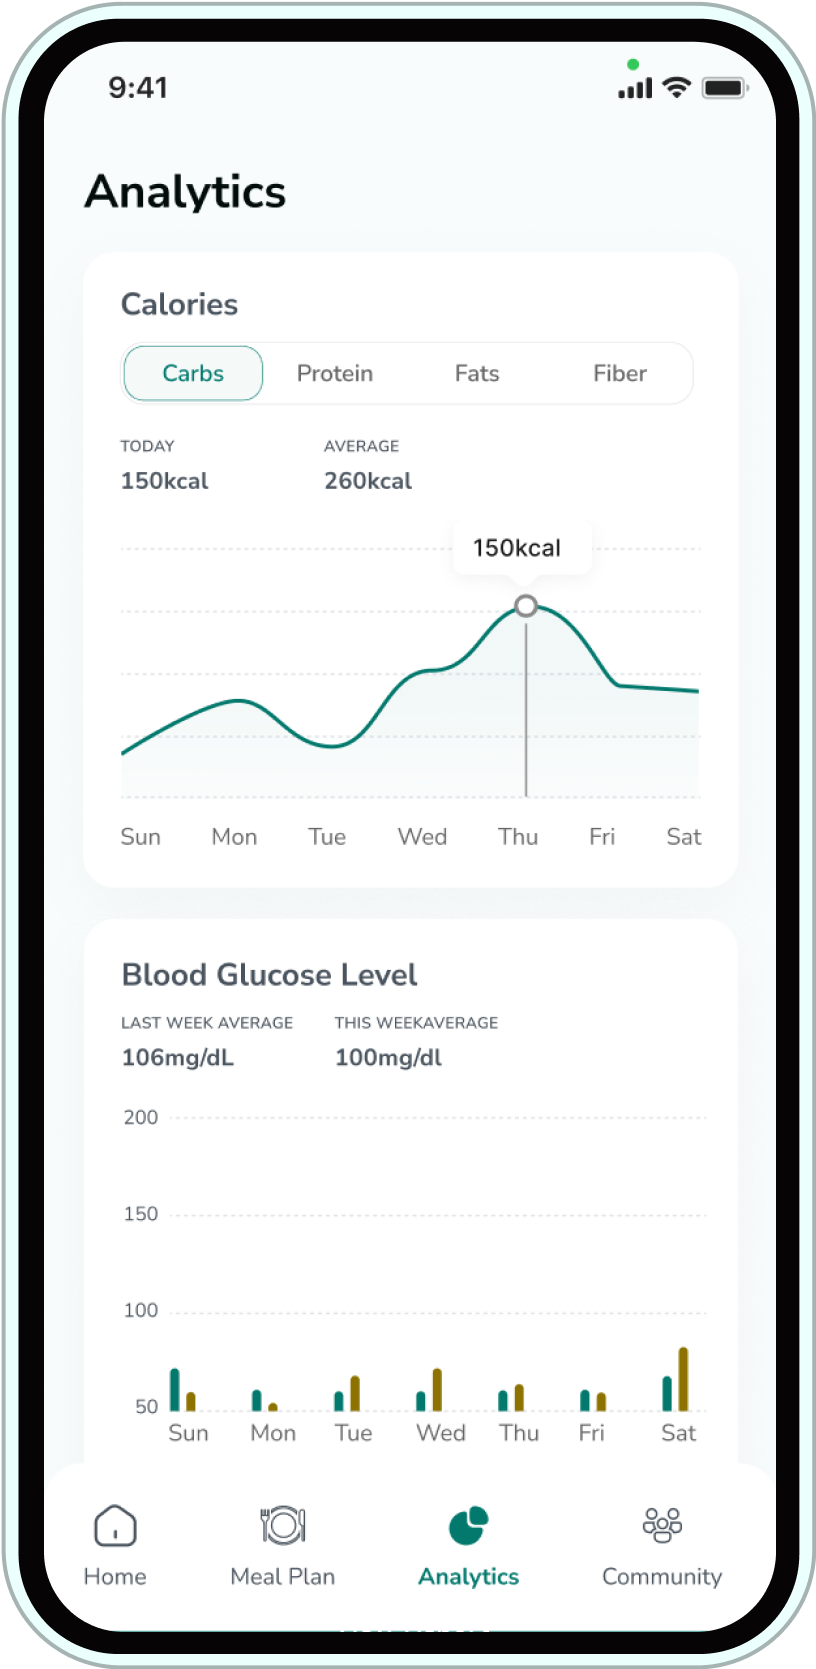 9:41
Analytics
Calories
Carbs Protein Fats Fiber
TODAY AVERAGE
150kcal 260kcal
150kcal
Sun Mon Tue Wed Thu Fri Sat
Blood Glucose Level
LAST WEEK AVERAGE THIS WEEKAVERAGE
106mg/dL 100mg/dl
200
150
100
50
Sun Mon Tue Wed Thu Fri Sat
Home Meal Plan Analytics Community